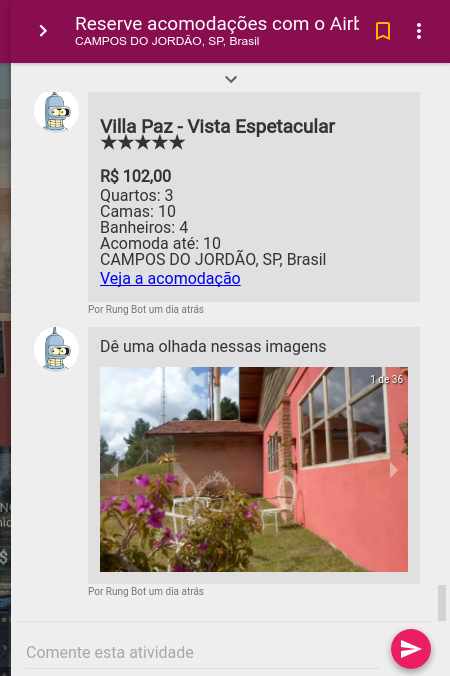 Reserve acomodações com o Airb
CAMPOS DO JORDÃO, SP, Brasil
Villa Paz - Vista Espetacular
★★★★★
R$ 102,00
Quartos: 3
Camas: 10
Banheiros: 4
Acomoda até: 10
CAMPOS DO JORDÃO, SP, Brasil
Veja a acomodação
Por Rung Bot um dia atrás
Dê uma olhada nessas imagens
1 de 36
$
Por Rung Bot um dia atrás
Comente esta atividade